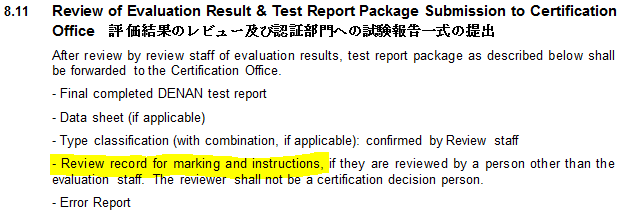 8.11 Review of Evaluation Result & Test Report Package Submission to Certification
Office 評価結果のレビュー及び認証部門への試験報告一式の提出
After review by review staff of evaluation results, test report package as described below shall
be forwarded to the Certification Office.
- Final completed DENAN test report
- Data sheet (if applicable)
- Type classification (with combination, if applicable): confirmed by Review staff
- Review record for marking and instructions, if they are reviewed by a person other than the
evaluation staff. The reviewer shall not be a certification decision person.
- Error Report